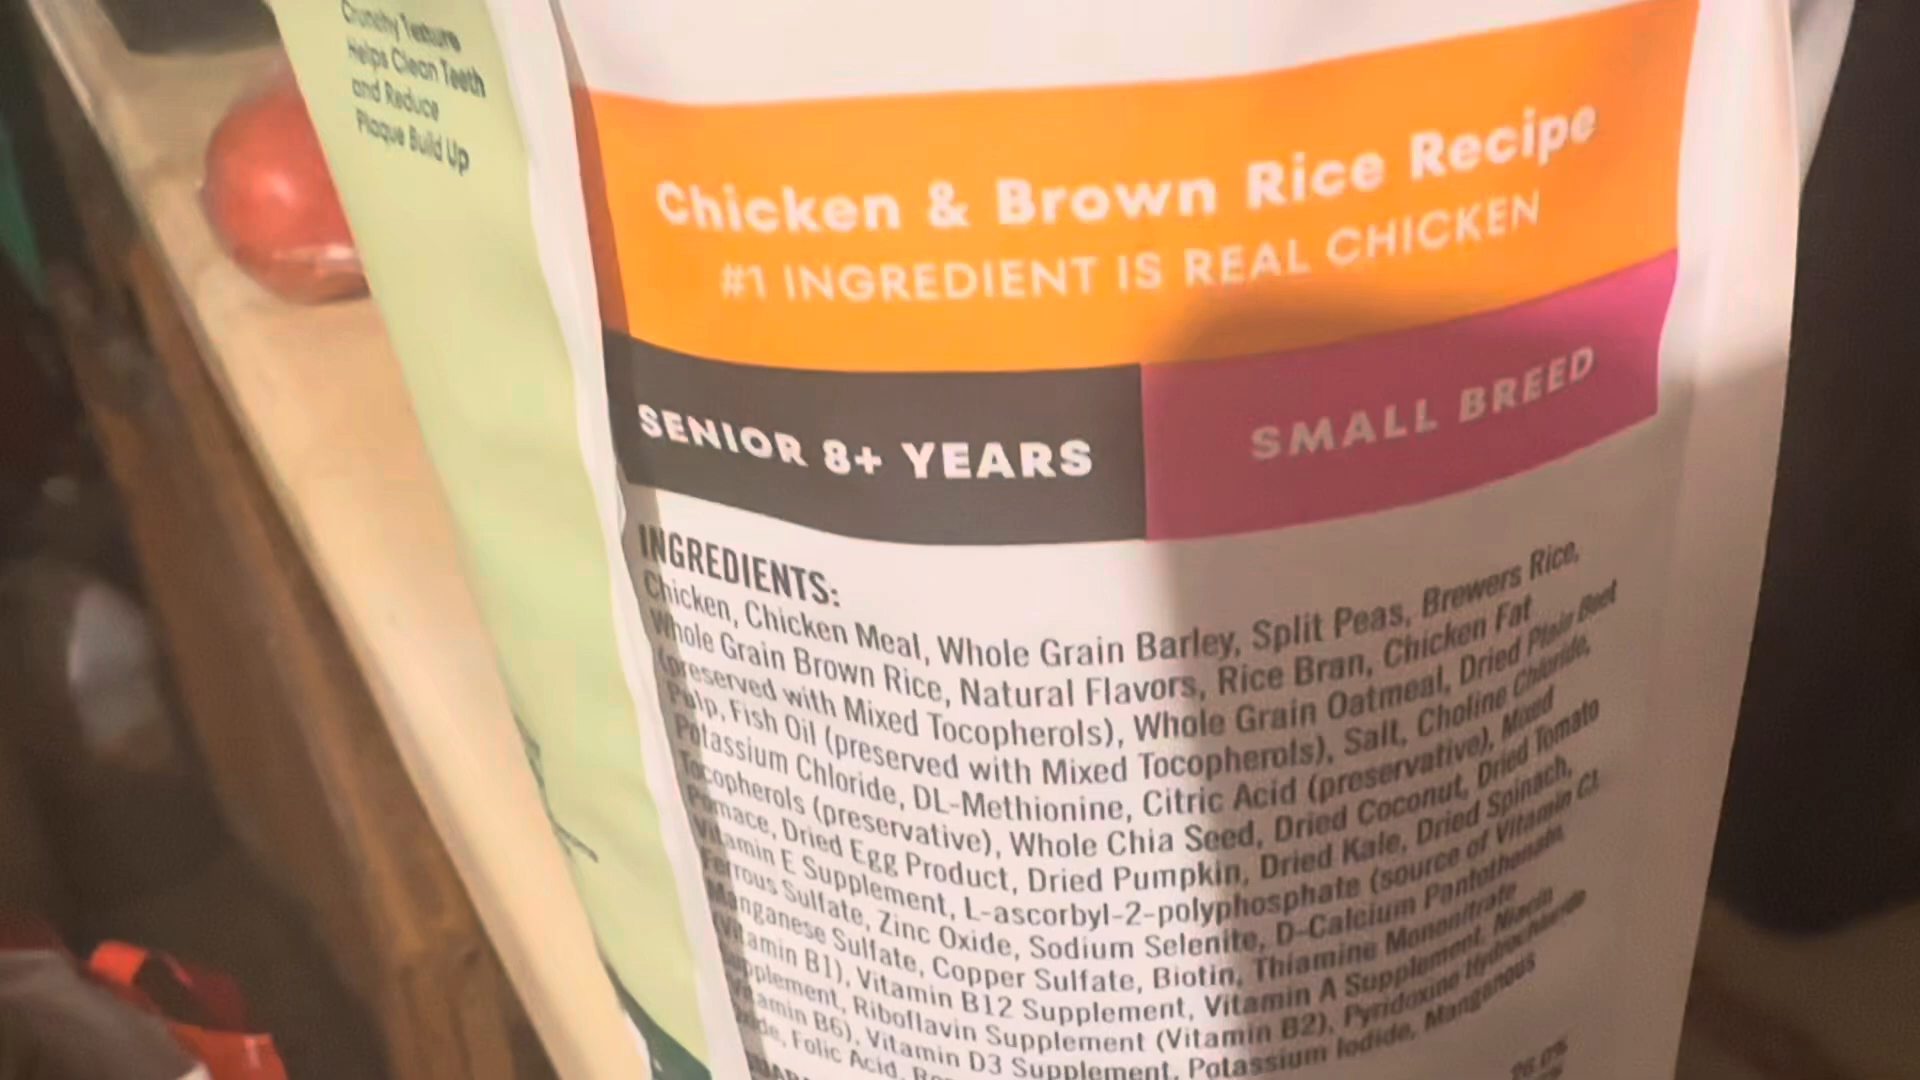 Crunchy Texture
Helps Clean Teeth
and Reduce
Plaque Build Up
Chicken & Brown Rice Recipe
#1 INGREDIENT IS REAL CHICKEN
SENIOR 8+ YEARS
SMALL BREED
INGREDIENTS:
Chicken, Chicken Meal, Whole Grain Barley, Split Peas, Brewers Rice,
Whole Grain Brown Rice, Natural Flavors, Rice Bran, Chicken Fat
(preserved with Mixed Tocopherols), Whole Grain Oatmeal, Dried Plain Beet
Pulp, Fish Oil (preserved with Mixed Tocopherols), Salt, Choline Chloride,
Potassium Chloride, DL-Methionine, Citric Acid (preservative), Mixed
Tocopherols (preservative), Whole Chia Seed, Dried Coconut, Dried Tomato
Pomace, Dried Egg Product, Dried Pumpkin, Dried Kale, Dried Spinach,
Vitamin E Supplement, L-ascorbyl-2-polyphosphate (source of Vitamin C),
Ferrous Sulfate, Zinc Oxide, Sodium Selenite, D-Calcium Pantothenate,
Manganese Sulfate, Copper Sulfate, Biotin, Thiamine Mononitrate
(Vitamin B1), Vitamin B12 Supplement, Vitamin A Supplement, Niacin
Supplement, Riboflavin Supplement (Vitamin B2), Pyridoxine Hydrochloride
(Vitamin B6), Vitamin D3 Supplement, Potassium Iodide, Manganous
Oxide, Folic Acid,
26.0%